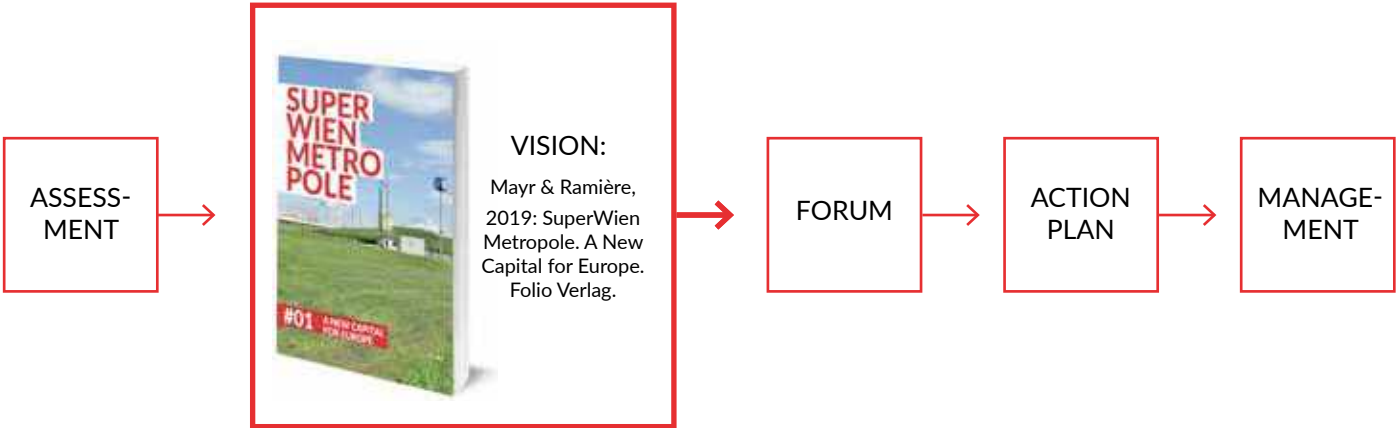 ASSESS-
MENT
SUPER
WIEN
METRO
POLE
#01
A NEW CAPITAL
FOR EUROPE
VISION:
Mayr & Ramière,
2019: SuperWien
Metropole. A New
Capital for Europe.
Folio Verlag.
FORUM
ACTION
PLAN
MANAGE-
MENT